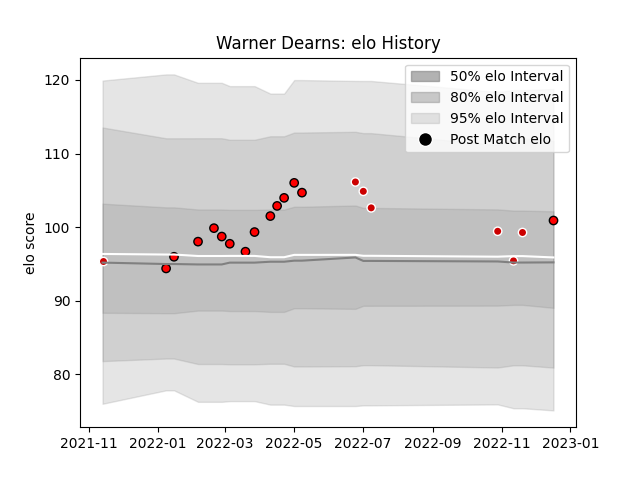 Warner Dearns: elo History
120
110
100
90
80
elo score
50% elo Interval
80% elo Interval
95% elo Interval
Post Match elo
2021-11
2022-01
2022-03
2022-05
2022-07
2022-09
2022-11
2023-01